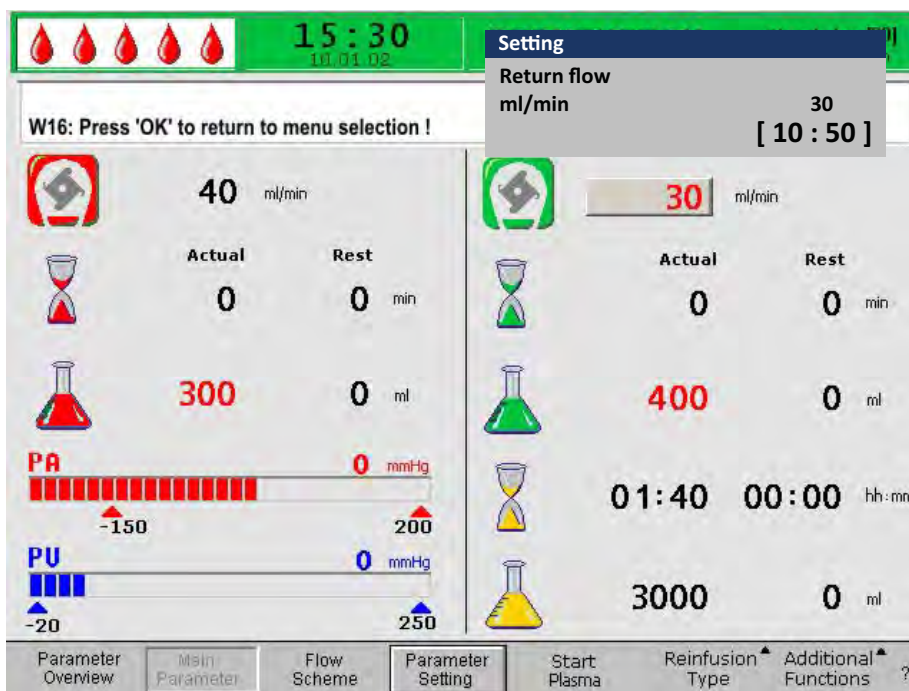 15:30
10.01.02
Setting
Return flow
ml/min 30
[ 10 : 50 ]
W16: Press 'OK' to return to menu selection !
40 ml/min
30 ml/min
Actual Rest
0 0 min
Actual Rest
0 0 min
300 0 ml
400 0 ml
PA 0 mmHg
-150 200
01:40 00:00 hh:mm
PV 0 mmHg
-20 250
3000 0 ml
Parameter Overview
Main Parameter
Flow Scheme
Parameter Setting
Start Plasma
Reinfusion Type
Additional Functions
?